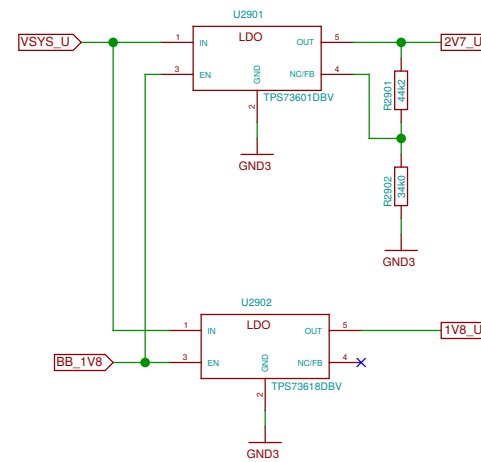 U2901
VSYS_U
1
IN
LDO
OUT
5
2V7_U
3
EN
GND
NC/FB
4
2
TPS73601DBV
R2901
44k2
GND3
R2902
34k0
GND3
U2902
1
IN
LDO
OUT
5
1V8_U
BB_1V8
3
EN
GND
NC/FB
4
2
TPS73618DBV
GND3